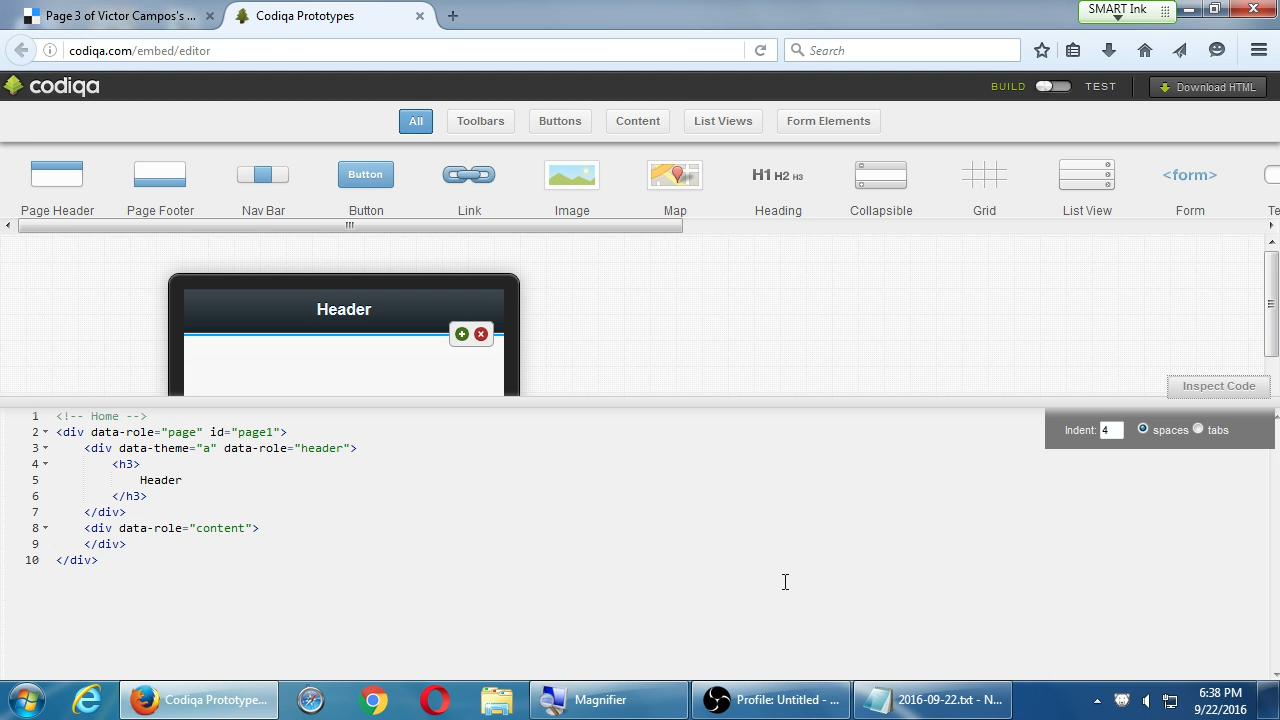 Page 3 of Victor Campos's ...
Codiqa Prototypes
SMART Ink
codiqa.com/embed/editor
Search
codiqa
BUILD
TEST
Download HTML
All
Toolbars
Buttons
Content
List Views
Form Elements
Button
H1 H2 H3
<form>
Page Header
Page Footer
Nav Bar
Button
Link
Image
Map
Heading
Collapsible
Grid
List View
Form
Te
Header
Inspect Code
Indent: 4 spaces tabs
1 <!-- Home -->
2 <div data-role="page" id="page1">
3 <div data-theme="a" data-role="header">
4 <h3>
5 Header
6 </h3>
7 </div>
8 <div data-role="content">
9 </div>
10 </div>
Codiqa Prototype...
Magnifier
Profile: Untitled - ...
2016-09-22.txt - N...
6:38 PM
9/22/2016